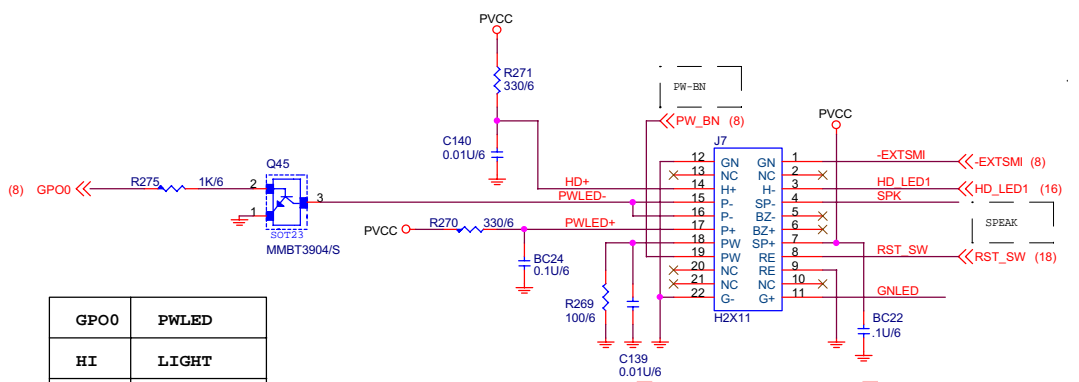 PVCC
R271
330/6
PW-BN
PW_BN (8)
PVCC
C140
0.01U/6
J7
Q45
12 GN GN 1 -EXTSMI -EXTSMI (8)
13 NC NC 2
(8) GPO0 R275 1K/6 2 HD+ 14 H+ H- 3 HD_LED1 HD_LED1 (16)
3 PWLED- 15 P- SP- 4 SPK
1 16 P- BZ- 5
SPEAK
SOT23
MMBT3904/S
PVCC R270 330/6 PWLED+ 17 P+ BZ+ 6
18 PW SP+ 7
19 PW RE 8 RST_SW RST_SW (18)
BC24
0.1U/6
20 NC RE 9
21 NC NC 10
22 G- G+ 11 GNLED
R269
100/6
H2X11
BC22
.1U/6
C139
0.01U/6
GPO0 PWLED
HI LIGHT